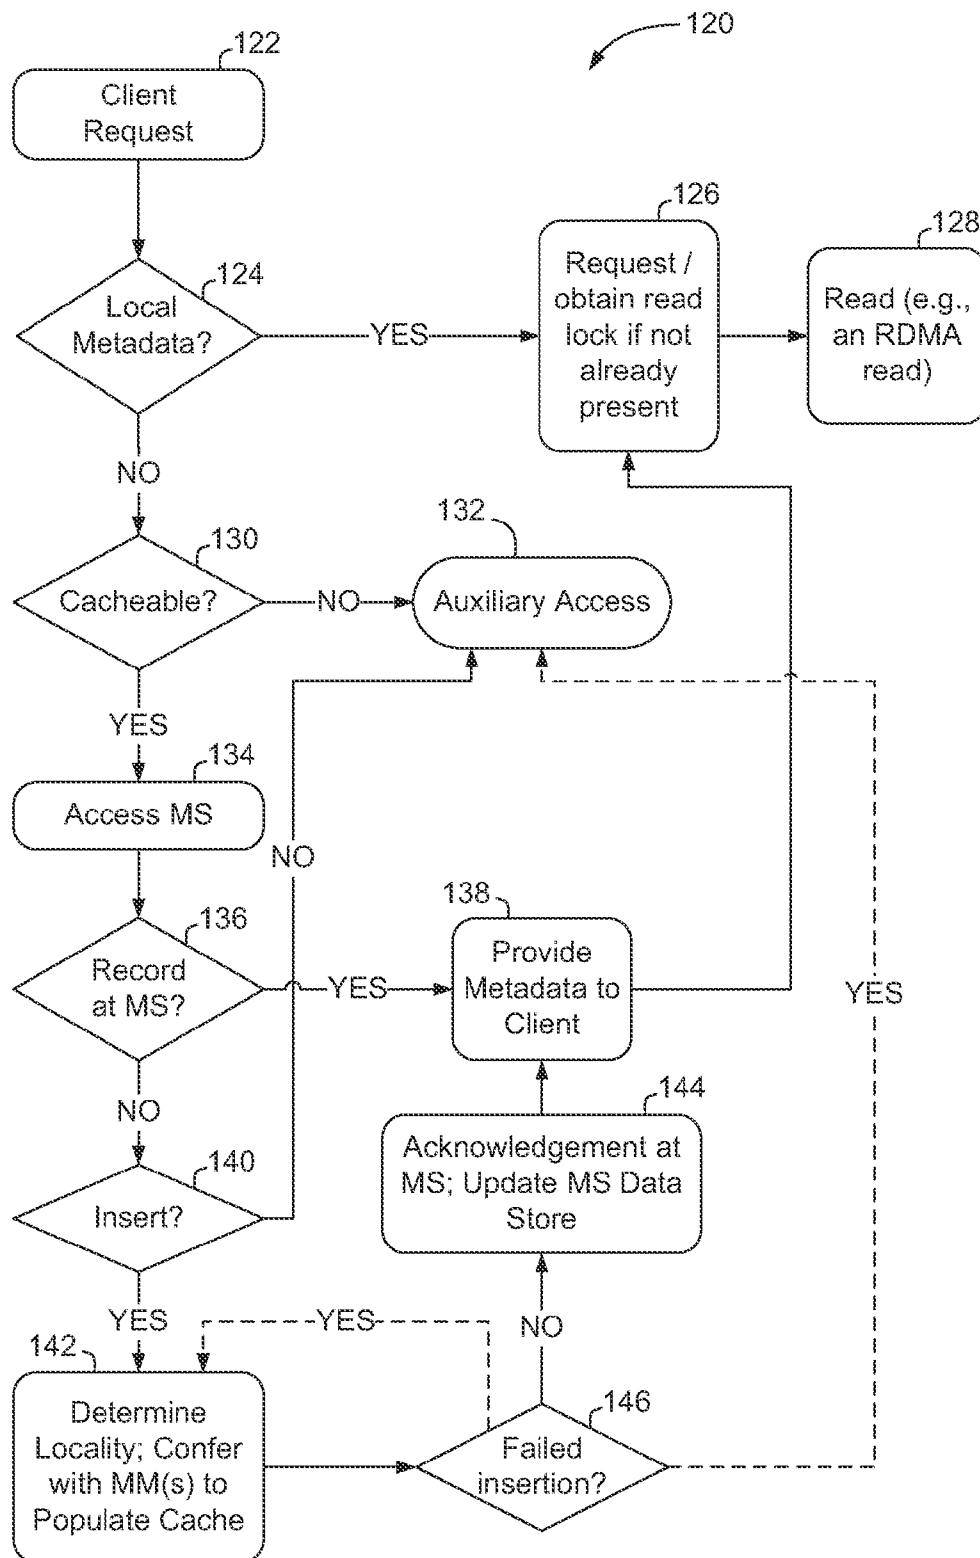 120
122
Client
Request
124
Local
Metadata?
YES
126
Request /
obtain read
lock if not
already
present
128
Read (e.g.,
an RDMA
read)
NO
130
Cacheable?
NO
132
Auxiliary Access
YES
134
Access MS
NO
136
Record
at MS?
YES
138
Provide
Metadata to
Client
YES
NO
144
Acknowledgement at
MS; Update MS Data
Store
140
Insert?
YES
YES
NO
142
Determine
Locality; Confer
with MM(s) to
Populate Cache
146
Failed
insertion?